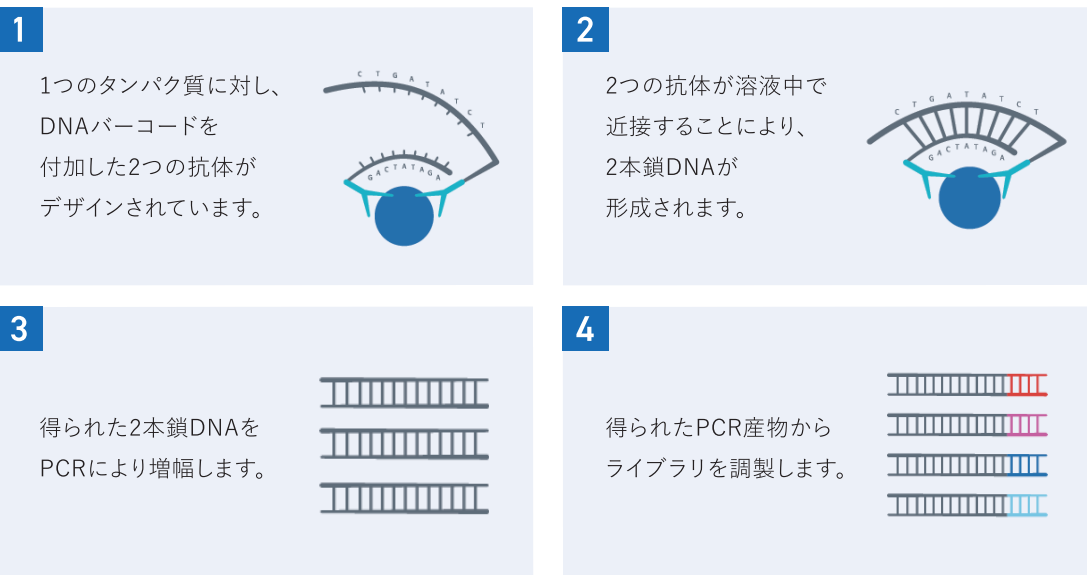 1
1つのタンパク質に対し、
DNAバーコードを
付加した2つの抗体が
デザインされています。
CTGATATCT
GACTATAGA
2
2つの抗体が溶液中で
近接することにより、
2本鎖DNAが
形成されます。
CTGATATCT
GACTATAGA
3
得られた2本鎖DNAを
PCRにより増幅します。
4
得られたPCR産物から
ライブラリを調製します。